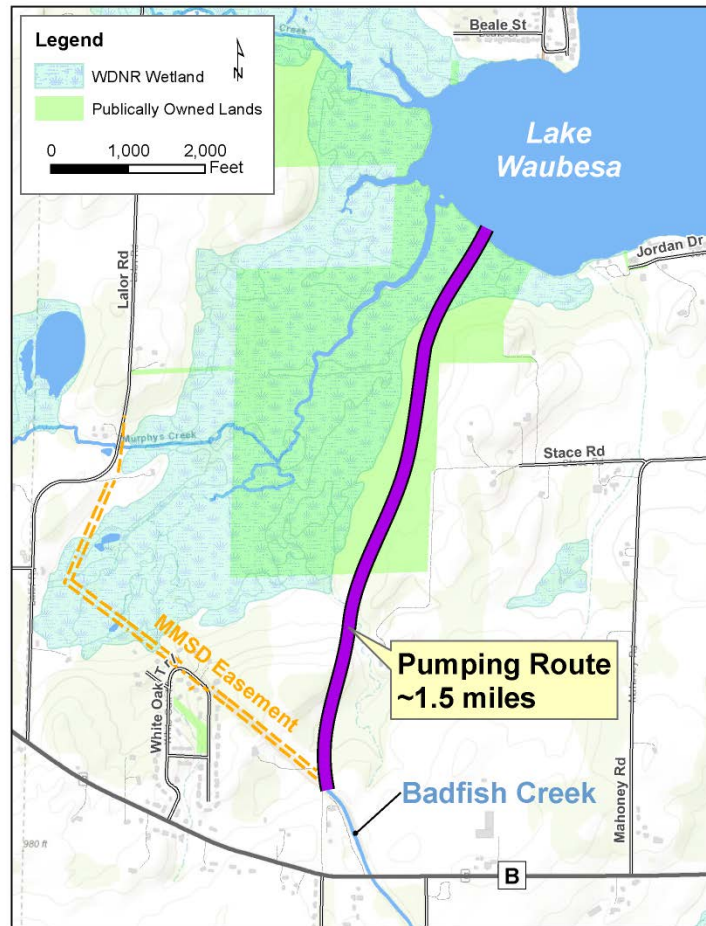 Legend
N
WDNR Wetland
Publically Owned Lands
0 1,000 2,000
Feet
Creek
Beale St
Lake
Waubesa
Jordan Dr
Lalor Rd
Murphys Creek
Stace Rd
MMSD Easement
White Oak Trl
Pumping Route
~1.5 miles
Badfish Creek
Mahoney Rd
980 ft
B